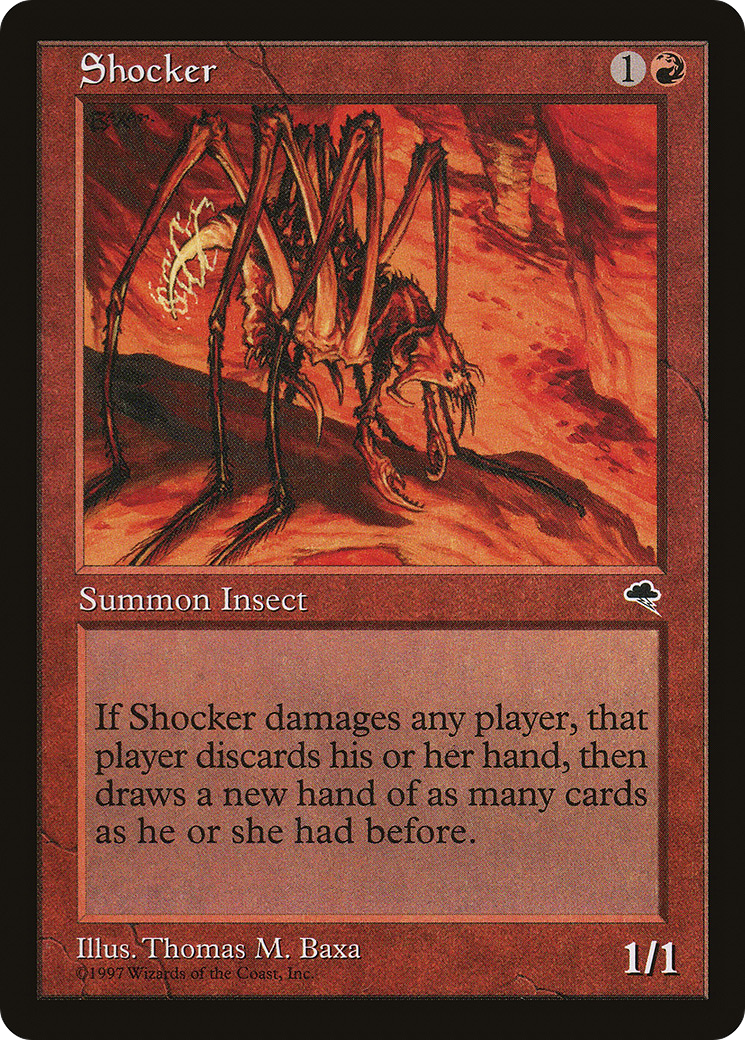 Shocker 1
Baxa
Summon Insect
If Shocker damages any player, that
player discards his or her hand, then
draws a new hand of as many cards
as he or she had before.
Illus. Thomas M. Baxa
©1997 Wizards of the Coast, Inc.
1/1